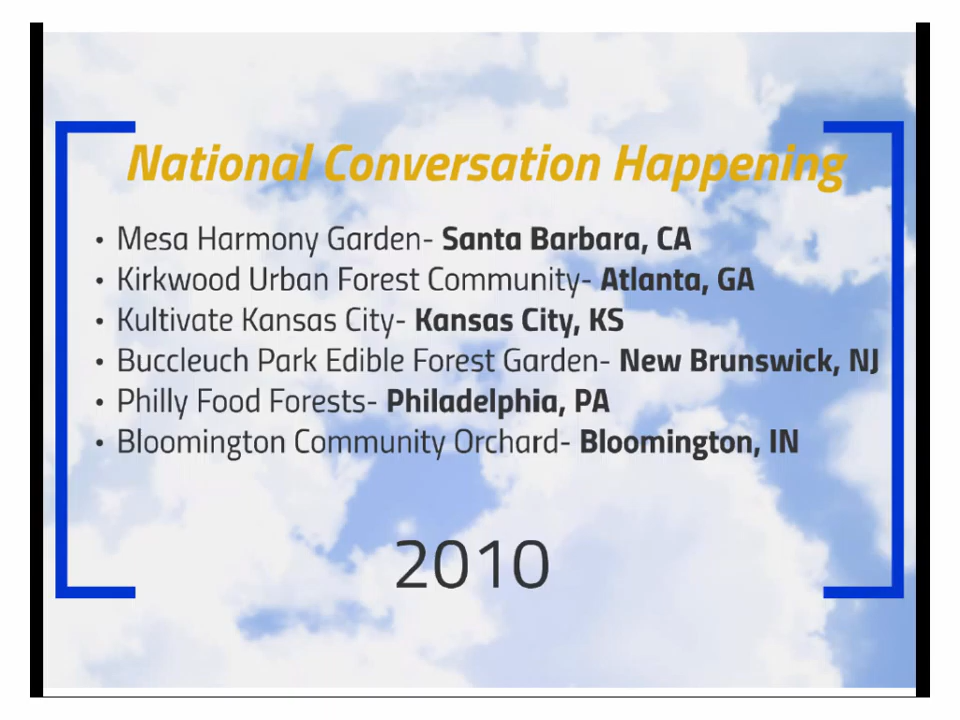 National Conversation Happening
• Mesa Harmony Garden- Santa Barbara, CA
• Kirkwood Urban Forest Community- Atlanta, GA
• Kultivate Kansas City- Kansas City, KS
• Buccleuch Park Edible Forest Garden- New Brunswick, NJ
• Philly Food Forests- Philadelphia, PA
• Bloomington Community Orchard- Bloomington, IN
2010